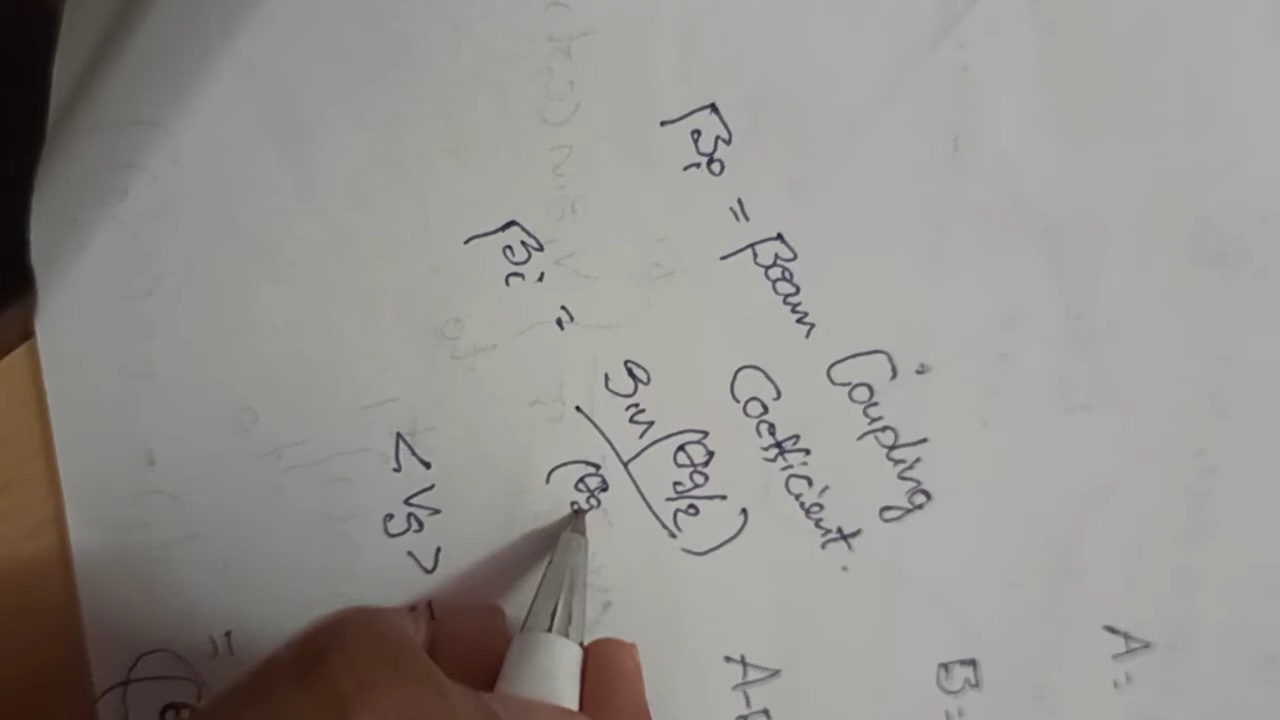 βi = Beam Coupling
Coefficient.
βi = Sin(θg/2)
(θg
< Vs >
=
A =
B =
A-